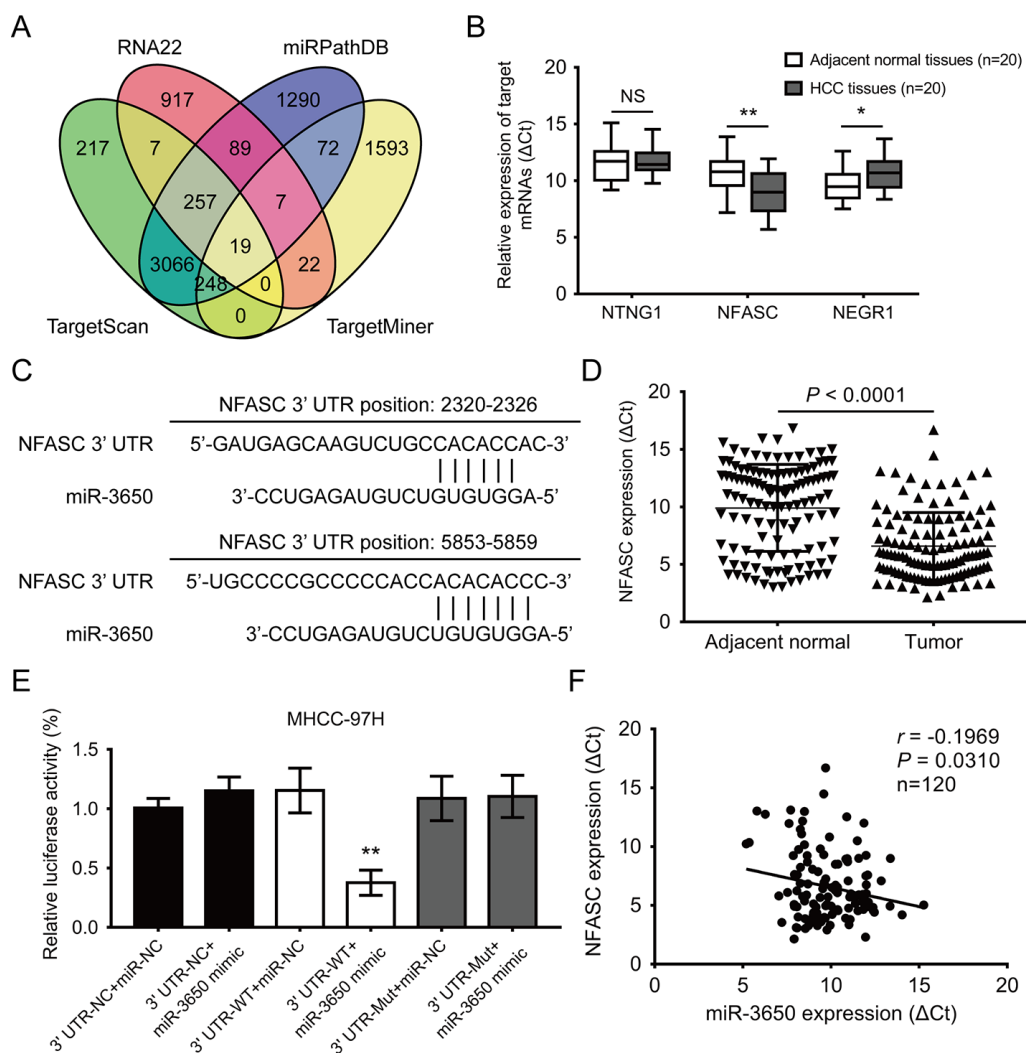 A
RNA22
miRPathDB
917
1290
217
7
89
72
1593
257
7
19
3066
248
0
22
0
TargetScan
TargetMiner
B
Adjacent normal tissues (n=20)
HCC tissues (n=20)
Relative expression of target
mRNAs (ΔCt)
20
15
10
5
0
NS
**
*
NTNG1
NFASC
NEGR1
C
NFASC 3’ UTR position: 2320-2326
NFASC 3’ UTR 5’-GAUGAGCAAGUCUGCCACACCAC-3’
miR-3650 3’-CCUGAGAUGUCUGUGUGGA-5’
NFASC 3’ UTR position: 5853-5859
NFASC 3’ UTR 5’-UGCCCCGCCCCCACCACACACCC-3’
miR-3650 3’-CCUGAGAUGUCUGUGUGGA-5’
D
NFASC expression (ΔCt)
20
15
10
5
0
P < 0.0001
Adjacent normal
Tumor
E
MHCC-97H
Relative luciferase activity (%)
1.5
1.0
0.5
0.0
**
3’ UTR-NC+miR-NC
3’ UTR-NC+
miR-3650 mimic
3’ UTR-WT+miR-NC
3’ UTR-WT+
miR-3650 mimic
3’ UTR-Mut+miR-NC
3’ UTR-Mut+
miR-3650 mimic
F
NFASC expression (ΔCt)
20
15
10
5
0
r = -0.1969
P = 0.0310
n=120
0
5
10
15
20
miR-3650 expression (ΔCt)